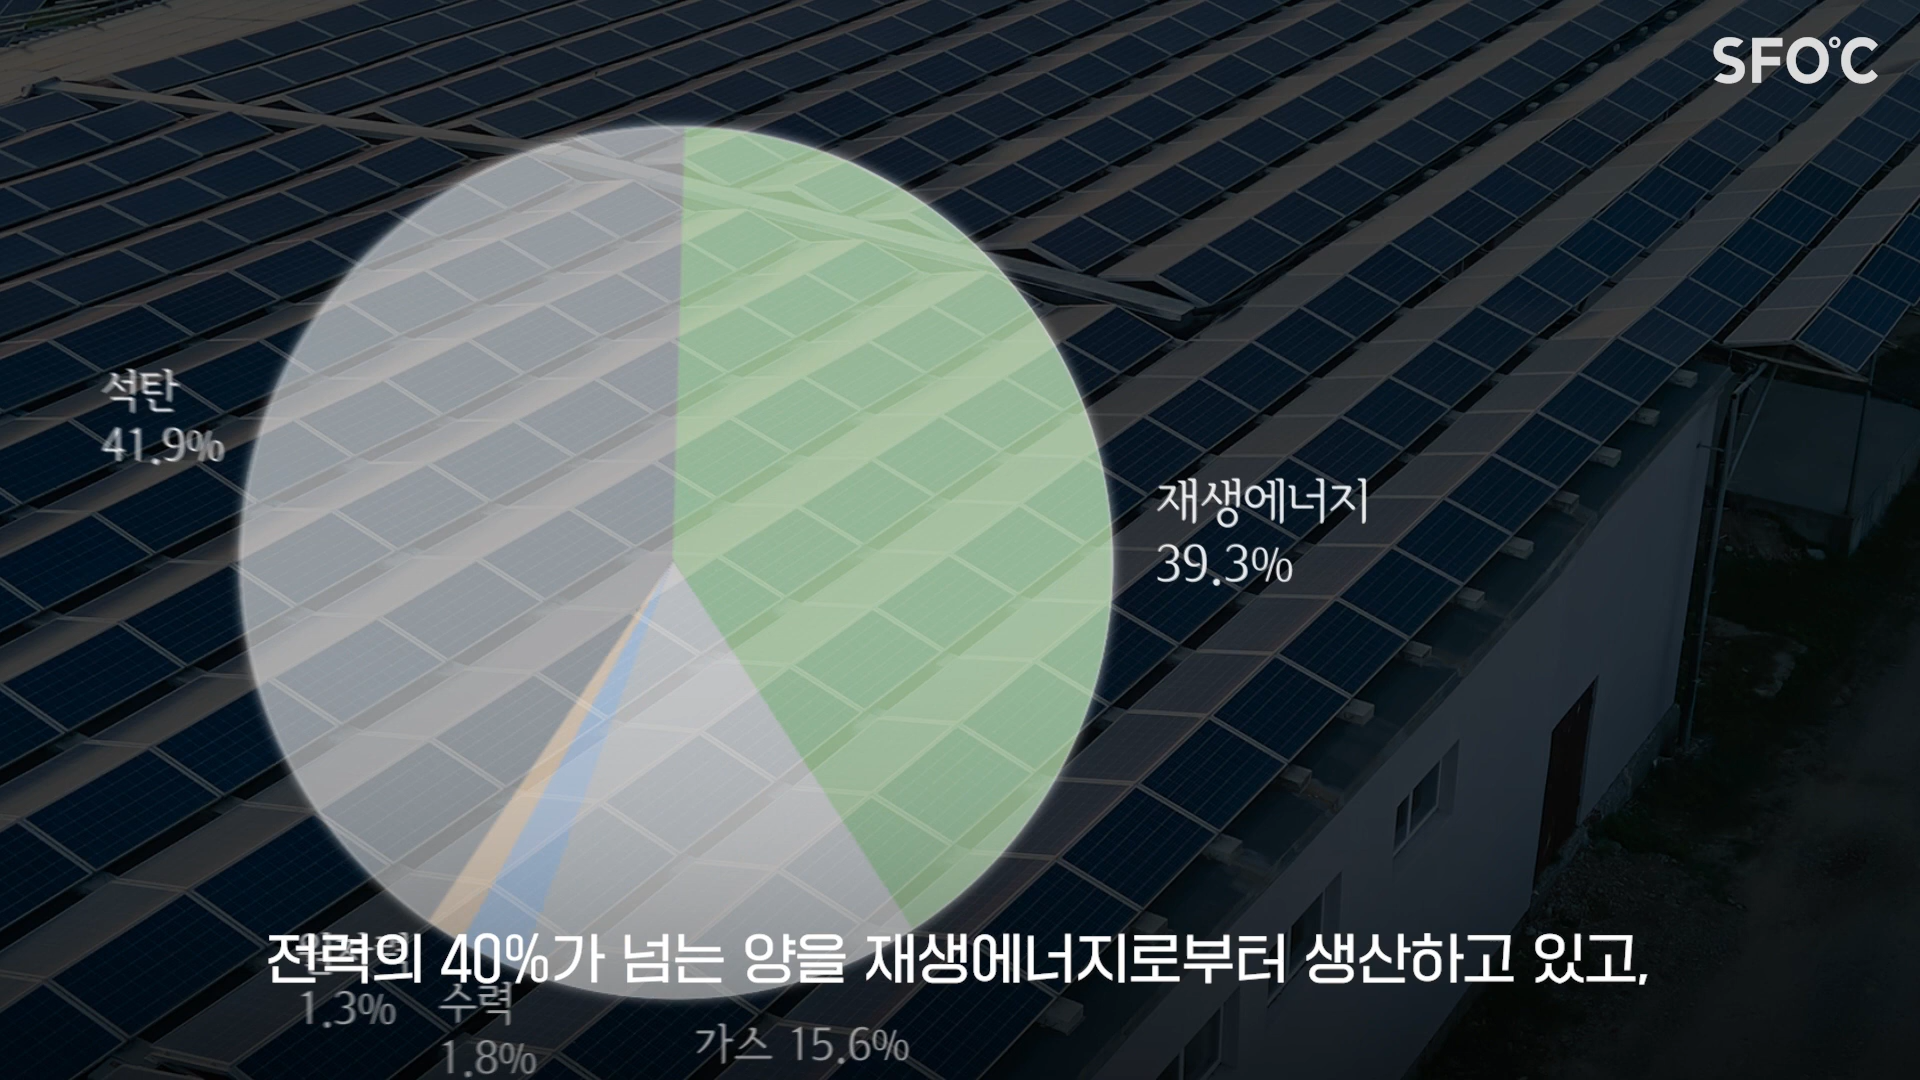 SFO°C
석탄
41.9%
재생에너지
39.3%
전력의 40%가 넘는 양을 재생에너지로부터 생산하고 있고,
1.3%
수력
1.8%
가스 15.6%